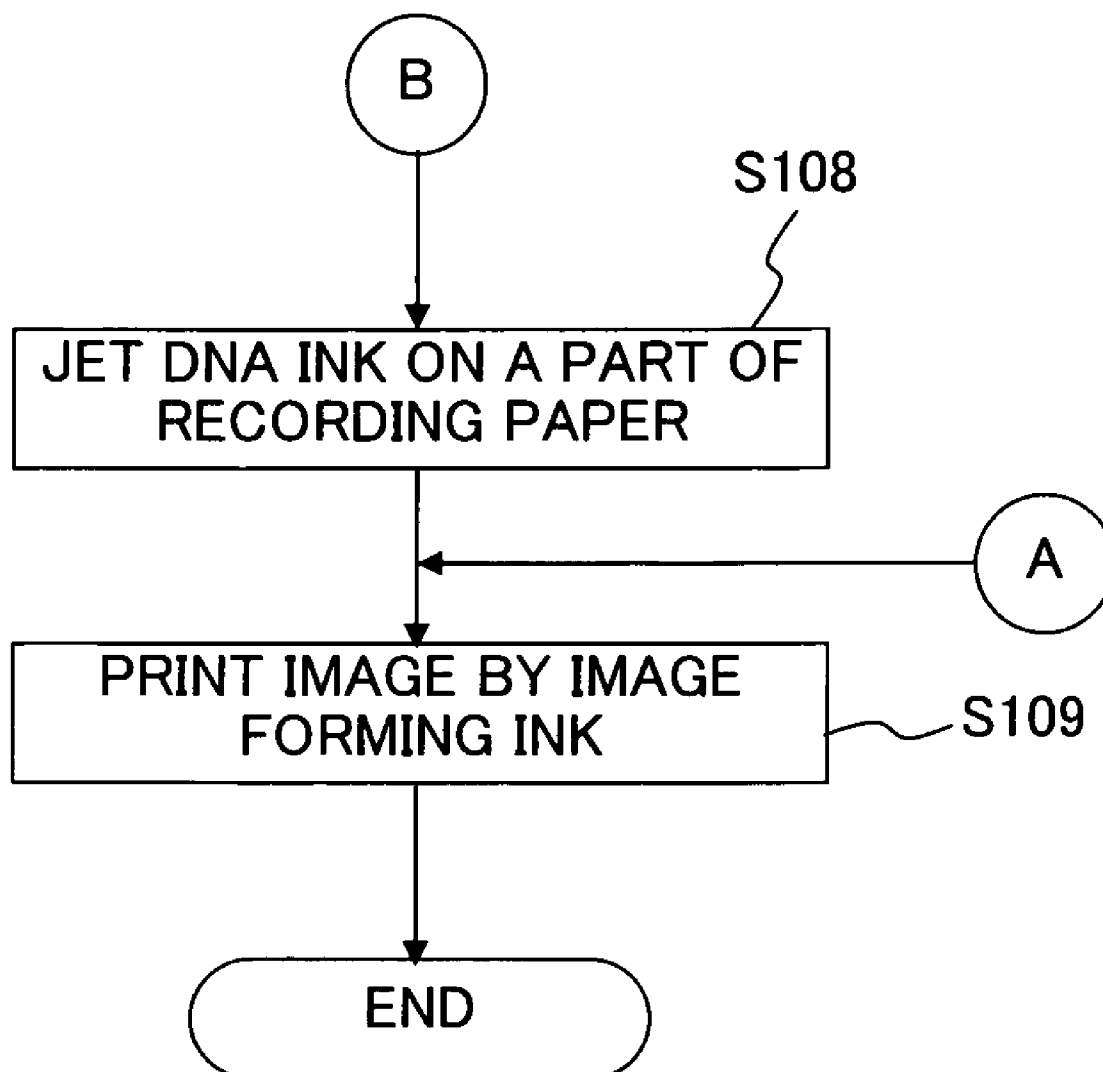 B
S108
JET DNA INK ON A PART OF
RECORDING PAPER
A
PRINT IMAGE BY IMAGE
FORMING INK
S109
END